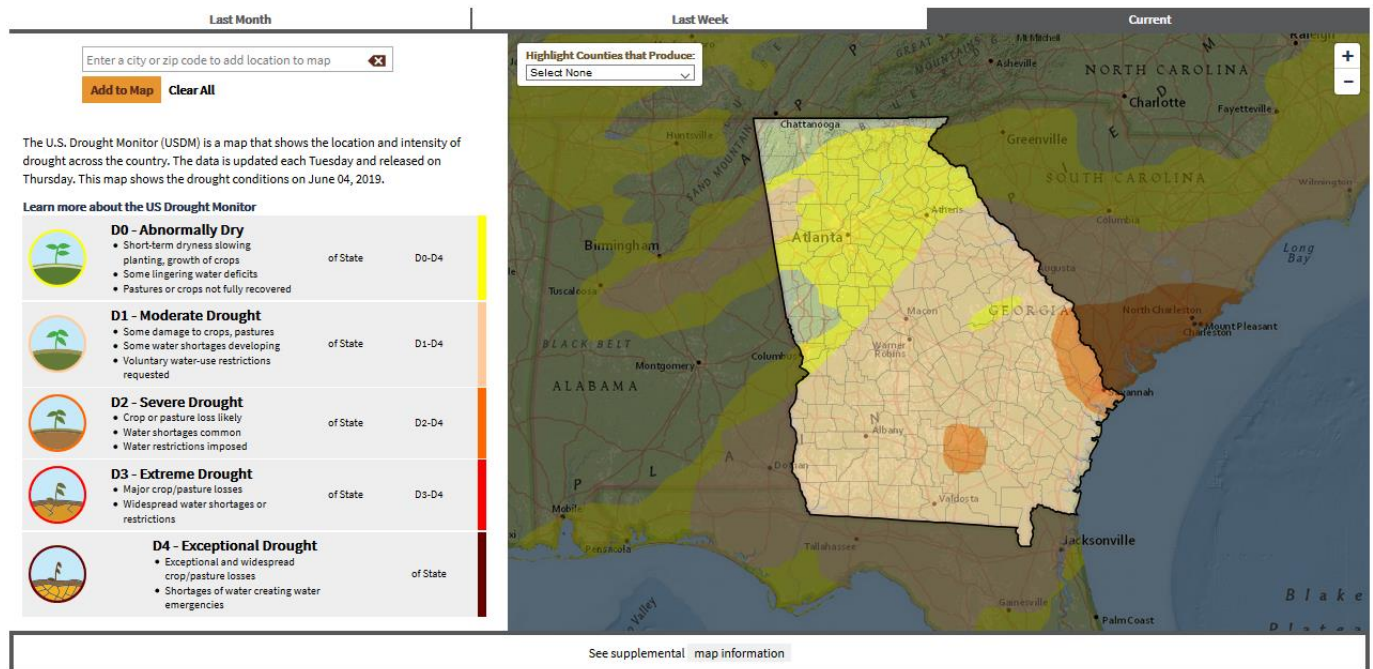 Last Month
Last Week
Current
Enter a city or zip code to add location to map
Add to Map Clear All
The U.S. Drought Monitor (USDM) is a map that shows the location and intensity of
drought across the country. The data is updated each Tuesday and released on
Thursday. This map shows the drought conditions on June 04, 2019.
Learn more about the US Drought Monitor
D0 - Abnormally Dry
• Short-term dryness slowing
planting, growth of crops
• Some lingering water deficits
• Pastures or crops not fully recovered
of State
D0-D4
D1 - Moderate Drought
• Some damage to crops, pastures
• Some water shortages developing
• Voluntary water-use restrictions
requested
of State
D1-D4
D2 - Severe Drought
• Crop or pasture loss likely
• Water shortages common
• Water restrictions imposed
of State
D2-D4
D3 - Extreme Drought
• Major crop/pasture losses
• Widespread water shortages or
restrictions
of State
D3-D4
D4 - Exceptional Drought
• Exceptional and widespread
crop/pasture losses
• Shortages of water creating water
emergencies
of State
Highlight Counties that Produce:
Select None
+
−
Mt Mitchell
Raleigh
GREAT
MOUNTAINS
Asheville
NORTH CAROLINA
Charlotte
Fayetteville
Chattanooga
Huntsville
SAND MOUNTAIN
Greenville
SOUTH CAROLINA
Wilmington
Athens
Columbia
Atlanta
Birmingham
Long
Bay
Augusta
Tuscaloosa
Macon
GEORGIA
North Charleston
Mount Pleasant
Charleston
BLACK BELT
Warner
Robins
Columbus
Montgomery
ALABAMA
Savannah
Albany
Dothan
Valdosta
Mobile
Jacksonville
Pensacola
Tallahassee
Gainesville
Valley
Palm Coast
Blake
See supplemental map information